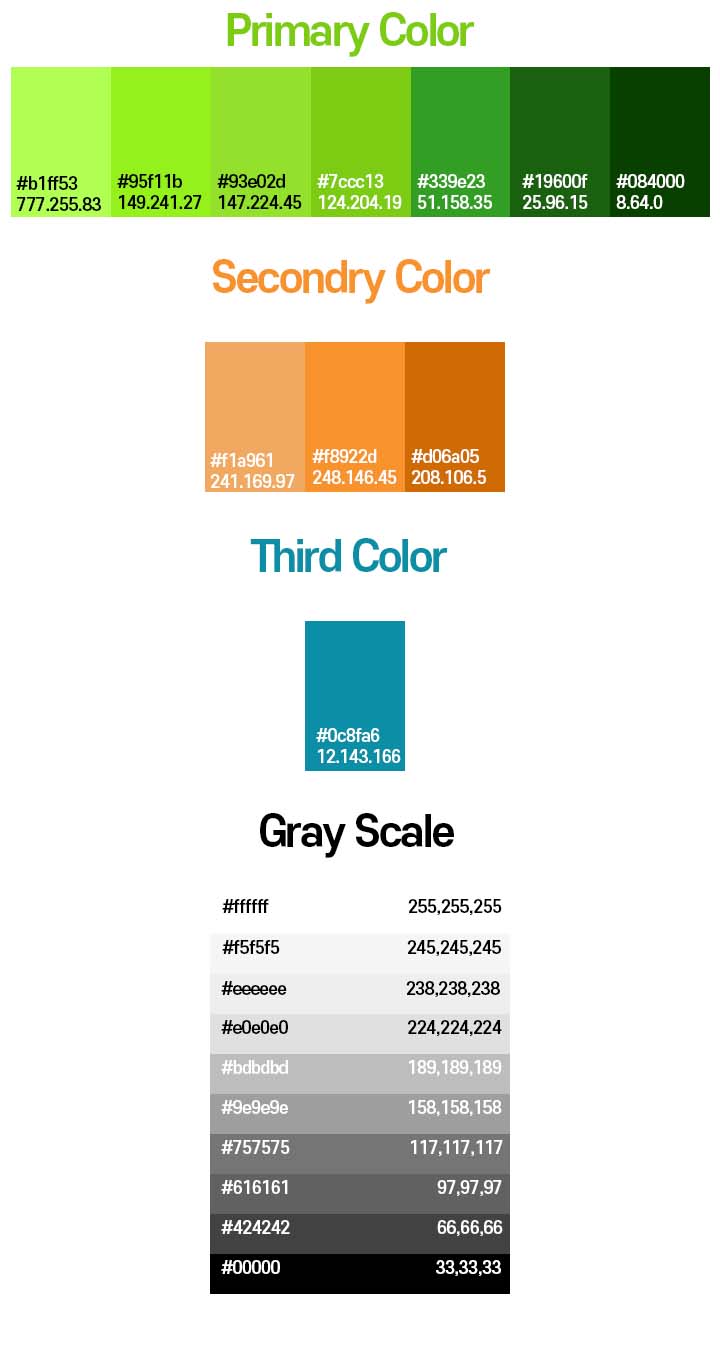 Primary Color
#b1ff53
777.255.83
#95f11b
149.241.27
#93e02d
147.224.45
#7ccc13
124.204.19
#339e23
51.158.35
#19600f
25.96.15
#084000
8.64.0
Secondry Color
#f1a961
241.169.97
#f8922d
248.146.45
#d06a05
208.106.5
Third Color
#0c8fa6
12.143.166
Gray Scale
#ffffff 255,255,255
#f5f5f5 245,245,245
#eeeeee 238,238,238
#e0e0e0 224,224,224
#bdbdbd 189,189,189
#9e9e9e 158,158,158
#757575 117,117,117
#616161 97,97,97
#424242 66,66,66
#00000 33,33,33